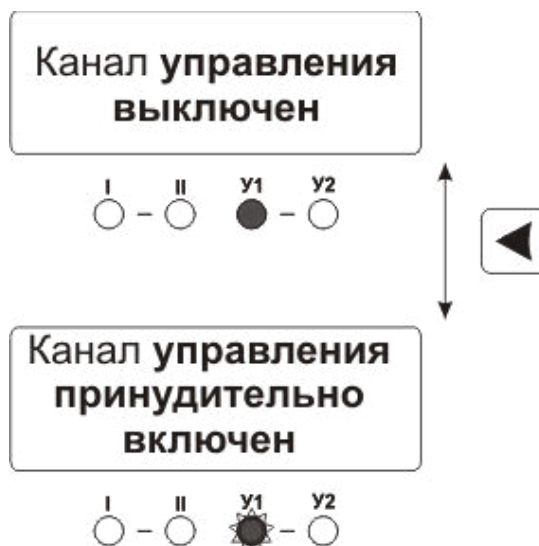 Канал управления
выключен
I II У1 У2
Канал управления
принудительно
включен
I II У1 У2